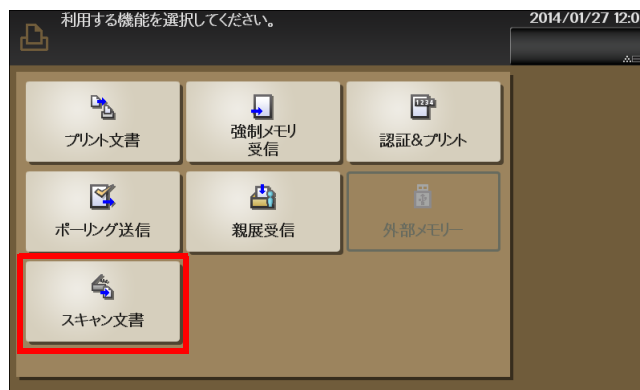 利用する機能を選択してください。
2014/01/27 12:0
プリント文書
強制メモリ
受信
1234
認証&プリント
ポーリング送信
親展受信
外部メモリー
スキャン文書